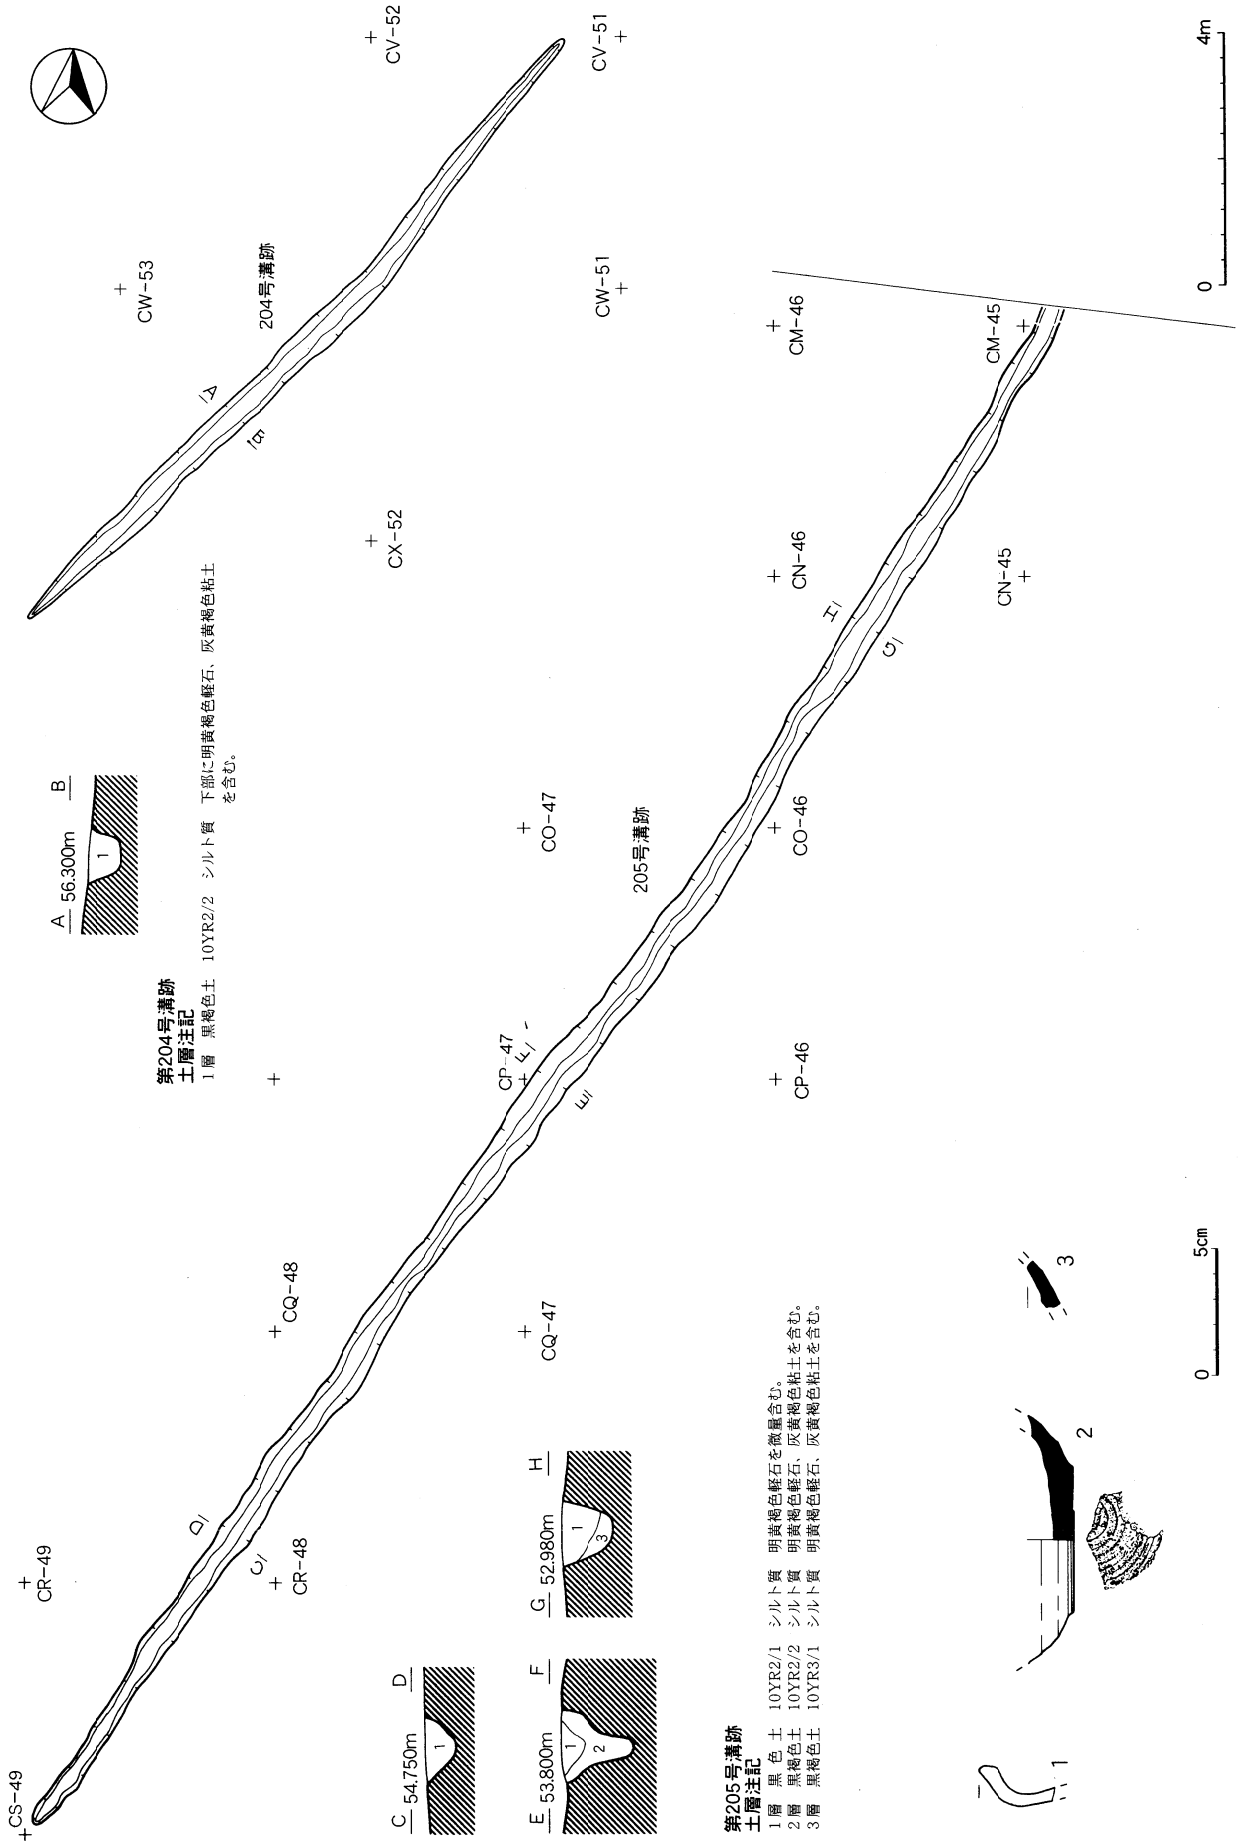 CV-52
CV-51
CW-53
204号溝跡
CW-51
A
B
CX-52
4m
0
CM-46
CM-45
CN-46
CN-45
H
G
A 56.300m B
1
第204号溝跡
土層注記
1層 黒褐色土 10YR2/2 シルト質 下部に明黄褐色軽石、灰黄褐色粘土
を含む。
CO-47
205号溝跡
CO-46
CP-47
F
E
CP-46
CQ-48
CQ-47
D
C
CR-49
CR-48
CS-49
C 54.750m D
1
E 53.800m F
1
2
G 52.980m H
1
3
第205号溝跡
土層注記
1層 黒色土 10YR2/1 シルト質 明黄褐色軽石を微量含む。
2層 黒褐色土 10YR2/2 シルト質 明黄褐色軽石、灰黄褐色粘土を含む。
3層 黒褐色土 10YR3/1 シルト質 明黄褐色軽石、灰黄褐色粘土を含む。
1
2
3
0
5cm